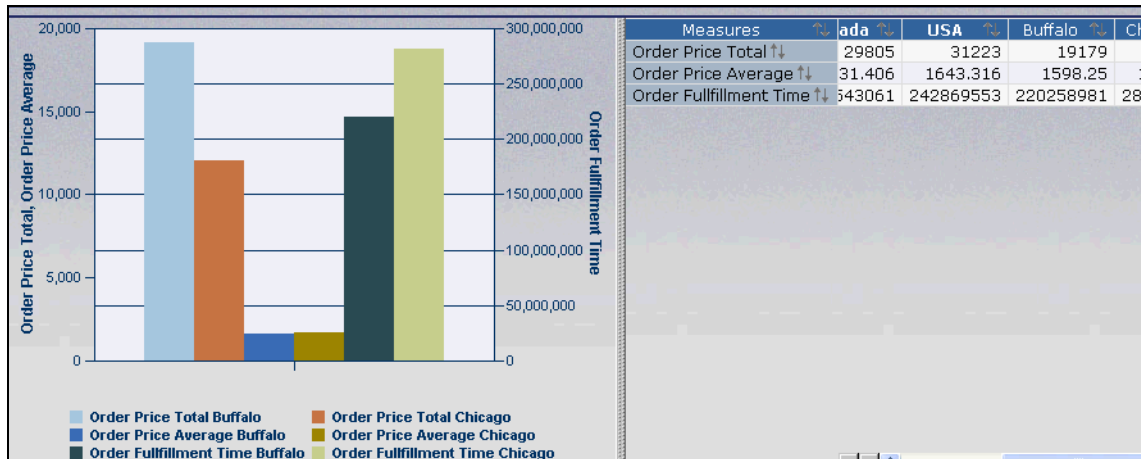 20,000
15,000
10,000
5,000
0
Order Price Total, Order Price Average
300,000,000
250,000,000
200,000,000
150,000,000
100,000,000
50,000,000
0
Order Fullfillment Time
Order Price Total Buffalo Order Price Total Chicago
Order Price Average Buffalo Order Price Average Chicago
Order Fullfillment Time Buffalo Order Fullfillment Time Chicago
Measures ada USA Buffalo Ch
Order Price Total 29805 31223 19179
Order Price Average 31.406 1643.316 1598.25
Order Fullfillment Time 543061 242869553 220258981 28